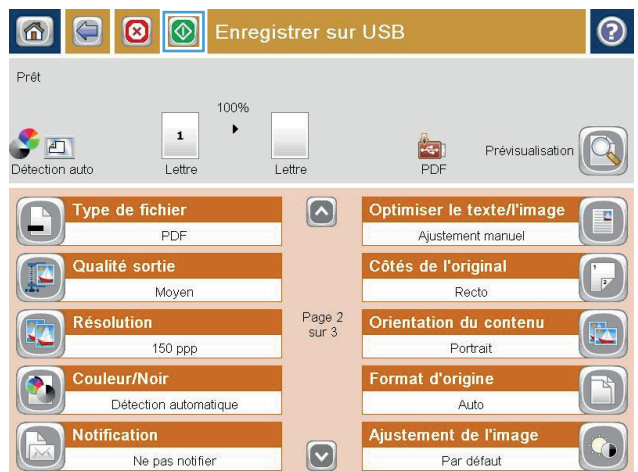 Enregistrer sur USB
?
Prêt
100%
1
Détection auto
Lettre
Lettre
PDF
Prévisualisation
Type de fichier
PDF
Optimiser le texte/l'image
Ajustement manuel
Qualité sortie
Moyen
Côtés de l'original
Recto
1
2
Résolution
150 ppp
Page 2
sur 3
Orientation du contenu
Portrait
Couleur/Noir
Détection automatique
Format d'origine
Auto
Notification
Ne pas notifier
Ajustement de l'image
Par défaut